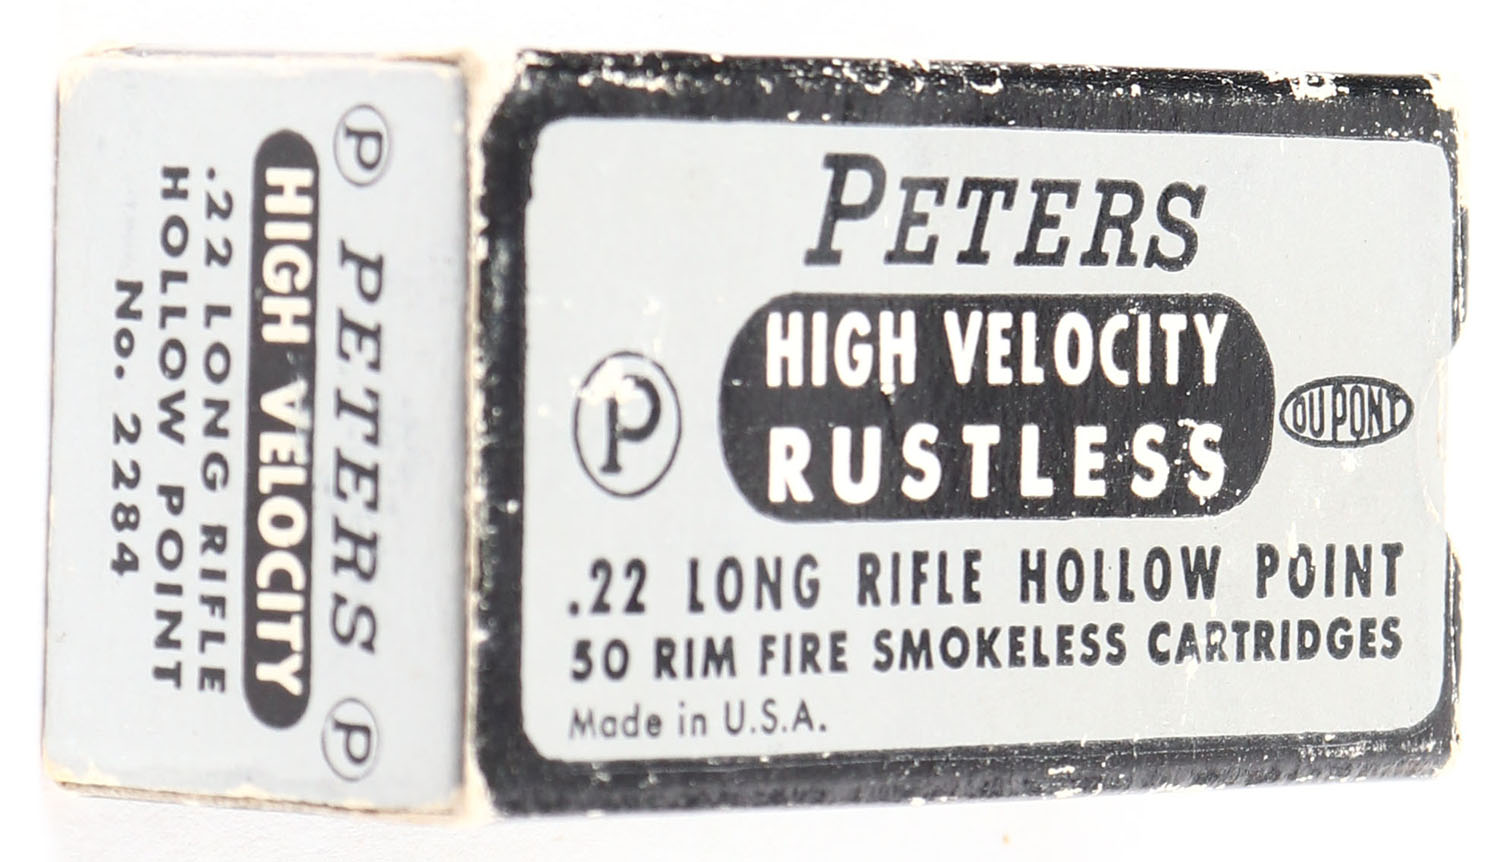 PETERS
HIGH VELOCITY
RUSTLESS
P
DU PONT
.22 LONG RIFLE HOLLOW POINT
50 RIM FIRE SMOKELESS CARTRIDGES
Made in U.S.A.
P PETERS P
HIGH VELOCITY
.22 LONG RIFLE
HOLLOW POINT
No. 2284